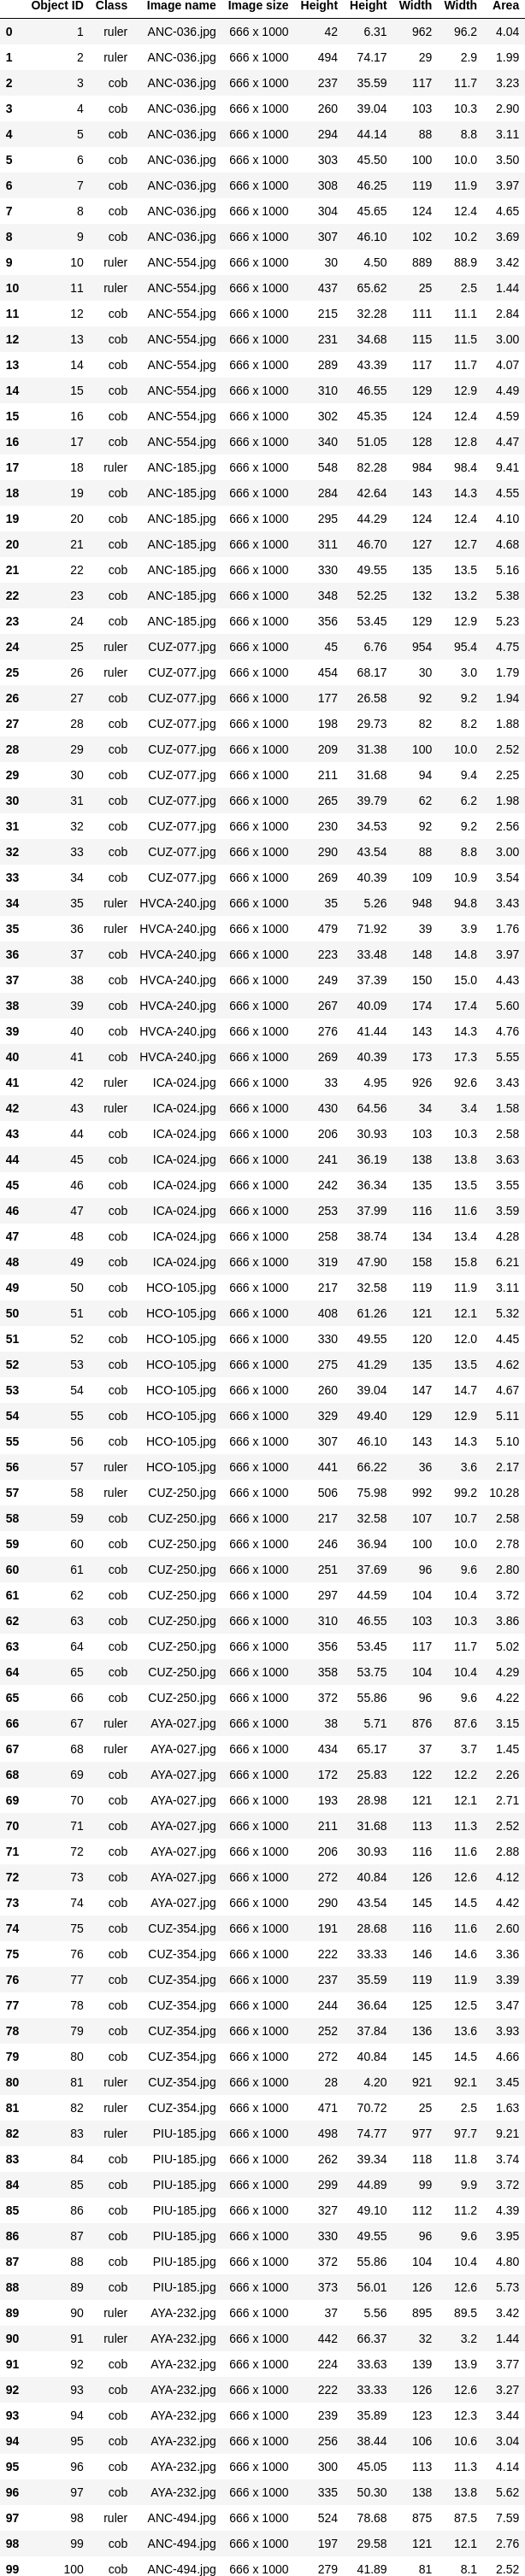 Object ID Class Image name Image size Height Height Width Width Area
0 1 ruler ANC-036.jpg 666 x 1000 42 6.31 962 96.2 4.04
1 2 ruler ANC-036.jpg 666 x 1000 494 74.17 29 2.9 1.99
2 3 cob ANC-036.jpg 666 x 1000 237 35.59 117 11.7 3.23
3 4 cob ANC-036.jpg 666 x 1000 260 39.04 103 10.3 2.90
4 5 cob ANC-036.jpg 666 x 1000 294 44.14 88 8.8 3.11
5 6 cob ANC-036.jpg 666 x 1000 303 45.50 100 10.0 3.50
6 7 cob ANC-036.jpg 666 x 1000 308 46.25 119 11.9 3.97
7 8 cob ANC-036.jpg 666 x 1000 304 45.65 124 12.4 4.65
8 9 cob ANC-036.jpg 666 x 1000 307 46.10 102 10.2 3.69
9 10 ruler ANC-554.jpg 666 x 1000 30 4.50 889 88.9 3.42
10 11 ruler ANC-554.jpg 666 x 1000 437 65.62 25 2.5 1.44
11 12 cob ANC-554.jpg 666 x 1000 215 32.28 111 11.1 2.84
12 13 cob ANC-554.jpg 666 x 1000 231 34.68 115 11.5 3.00
13 14 cob ANC-554.jpg 666 x 1000 289 43.39 117 11.7 4.07
14 15 cob ANC-554.jpg 666 x 1000 310 46.55 129 12.9 4.49
15 16 cob ANC-554.jpg 666 x 1000 302 45.35 124 12.4 4.59
16 17 cob ANC-554.jpg 666 x 1000 340 51.05 128 12.8 4.47
17 18 ruler ANC-185.jpg 666 x 1000 548 82.28 984 98.4 9.41
18 19 cob ANC-185.jpg 666 x 1000 284 42.64 143 14.3 4.55
19 20 cob ANC-185.jpg 666 x 1000 295 44.29 124 12.4 4.10
20 21 cob ANC-185.jpg 666 x 1000 311 46.70 127 12.7 4.68
21 22 cob ANC-185.jpg 666 x 1000 330 49.55 135 13.5 5.16
22 23 cob ANC-185.jpg 666 x 1000 348 52.25 132 13.2 5.38
23 24 cob ANC-185.jpg 666 x 1000 356 53.45 129 12.9 5.23
24 25 ruler CUZ-077.jpg 666 x 1000 45 6.76 954 95.4 4.75
25 26 ruler CUZ-077.jpg 666 x 1000 454 68.17 30 3.0 1.79
26 27 cob CUZ-077.jpg 666 x 1000 177 26.58 92 9.2 1.94
27 28 cob CUZ-077.jpg 666 x 1000 198 29.73 82 8.2 1.88
28 29 cob CUZ-077.jpg 666 x 1000 209 31.38 100 10.0 2.52
29 30 cob CUZ-077.jpg 666 x 1000 211 31.68 94 9.4 2.25
30 31 cob CUZ-077.jpg 666 x 1000 265 39.79 62 6.2 1.98
31 32 cob CUZ-077.jpg 666 x 1000 230 34.53 92 9.2 2.56
32 33 cob CUZ-077.jpg 666 x 1000 290 43.54 88 8.8 3.00
33 34 cob CUZ-077.jpg 666 x 1000 269 40.39 109 10.9 3.54
34 35 ruler HVCA-240.jpg 666 x 1000 35 5.26 948 94.8 3.43
35 36 ruler HVCA-240.jpg 666 x 1000 479 71.92 39 3.9 1.76
36 37 cob HVCA-240.jpg 666 x 1000 223 33.48 148 14.8 3.97
37 38 cob HVCA-240.jpg 666 x 1000 249 37.39 150 15.0 4.43
38 39 cob HVCA-240.jpg 666 x 1000 267 40.09 174 17.4 5.60
39 40 cob HVCA-240.jpg 666 x 1000 276 41.44 143 14.3 4.76
40 41 cob HVCA-240.jpg 666 x 1000 269 40.39 173 17.3 5.55
41 42 ruler ICA-024.jpg 666 x 1000 33 4.95 926 92.6 3.43
42 43 ruler ICA-024.jpg 666 x 1000 430 64.56 34 3.4 1.58
43 44 cob ICA-024.jpg 666 x 1000 206 30.93 103 10.3 2.58
44 45 cob ICA-024.jpg 666 x 1000 241 36.19 138 13.8 3.63
45 46 cob ICA-024.jpg 666 x 1000 242 36.34 135 13.5 3.55
46 47 cob ICA-024.jpg 666 x 1000 253 37.99 116 11.6 3.59
47 48 cob ICA-024.jpg 666 x 1000 258 38.74 134 13.4 4.28
48 49 cob ICA-024.jpg 666 x 1000 319 47.90 158 15.8 6.21
49 50 cob HCO-105.jpg 666 x 1000 217 32.58 119 11.9 3.11
50 51 cob HCO-105.jpg 666 x 1000 408 61.26 121 12.1 5.32
51 52 cob HCO-105.jpg 666 x 1000 330 49.55 120 12.0 4.45
52 53 cob HCO-105.jpg 666 x 1000 275 41.29 135 13.5 4.62
53 54 cob HCO-105.jpg 666 x 1000 260 39.04 147 14.7 4.67
54 55 cob HCO-105.jpg 666 x 1000 329 49.40 129 12.9 5.11
55 56 cob HCO-105.jpg 666 x 1000 307 46.10 143 14.3 5.10
56 57 ruler HCO-105.jpg 666 x 1000 441 66.22 36 3.6 2.17
57 58 ruler CUZ-250.jpg 666 x 1000 506 75.98 992 99.2 10.28
58 59 cob CUZ-250.jpg 666 x 1000 217 32.58 107 10.7 2.58
59 60 cob CUZ-250.jpg 666 x 1000 246 36.94 100 10.0 2.78
60 61 cob CUZ-250.jpg 666 x 1000 251 37.69 96 9.6 2.80
61 62 cob CUZ-250.jpg 666 x 1000 297 44.59 104 10.4 3.72
62 63 cob CUZ-250.jpg 666 x 1000 310 46.55 103 10.3 3.86
63 64 cob CUZ-250.jpg 666 x 1000 356 53.45 117 11.7 5.02
64 65 cob CUZ-250.jpg 666 x 1000 358 53.75 104 10.4 4.29
65 66 cob CUZ-250.jpg 666 x 1000 372 55.86 96 9.6 4.22
66 67 ruler AYA-027.jpg 666 x 1000 38 5.71 876 87.6 3.15
67 68 ruler AYA-027.jpg 666 x 1000 434 65.17 37 3.7 1.45
68 69 cob AYA-027.jpg 666 x 1000 172 25.83 122 12.2 2.26
69 70 cob AYA-027.jpg 666 x 1000 193 28.98 121 12.1 2.71
70 71 cob AYA-027.jpg 666 x 1000 211 31.68 113 11.3 2.52
71 72 cob AYA-027.jpg 666 x 1000 206 30.93 116 11.6 2.88
72 73 cob AYA-027.jpg 666 x 1000 272 40.84 126 12.6 4.12
73 74 cob AYA-027.jpg 666 x 1000 290 43.54 145 14.5 4.42
74 75 cob CUZ-354.jpg 666 x 1000 191 28.68 116 11.6 2.60
75 76 cob CUZ-354.jpg 666 x 1000 222 33.33 146 14.6 3.36
76 77 cob CUZ-354.jpg 666 x 1000 237 35.59 119 11.9 3.39
77 78 cob CUZ-354.jpg 666 x 1000 244 36.64 125 12.5 3.47
78 79 cob CUZ-354.jpg 666 x 1000 252 37.84 136 13.6 3.93
79 80 cob CUZ-354.jpg 666 x 1000 272 40.84 145 14.5 4.66
80 81 ruler CUZ-354.jpg 666 x 1000 28 4.20 921 92.1 3.45
81 82 ruler CUZ-354.jpg 666 x 1000 471 70.72 25 2.5 1.63
82 83 ruler PIU-185.jpg 666 x 1000 498 74.77 977 97.7 9.21
83 84 cob PIU-185.jpg 666 x 1000 262 39.34 118 11.8 3.74
84 85 cob PIU-185.jpg 666 x 1000 299 44.89 99 9.9 3.72
85 86 cob PIU-185.jpg 666 x 1000 327 49.10 112 11.2 4.39
86 87 cob PIU-185.jpg 666 x 1000 330 49.55 96 9.6 3.95
87 88 cob PIU-185.jpg 666 x 1000 372 55.86 104 10.4 4.80
88 89 cob PIU-185.jpg 666 x 1000 373 56.01 126 12.6 5.73
89 90 ruler AYA-232.jpg 666 x 1000 37 5.56 895 89.5 3.42
90 91 ruler AYA-232.jpg 666 x 1000 442 66.37 32 3.2 1.44
91 92 cob AYA-232.jpg 666 x 1000 224 33.63 139 13.9 3.77
92 93 cob AYA-232.jpg 666 x 1000 222 33.33 126 12.6 3.27
93 94 cob AYA-232.jpg 666 x 1000 239 35.89 123 12.3 3.44
94 95 cob AYA-232.jpg 666 x 1000 256 38.44 106 10.6 3.04
95 96 cob AYA-232.jpg 666 x 1000 300 45.05 113 11.3 4.14
96 97 cob AYA-232.jpg 666 x 1000 335 50.30 138 13.8 5.62
97 98 ruler ANC-494.jpg 666 x 1000 524 78.68 875 87.5 7.59
98 99 cob ANC-494.jpg 666 x 1000 197 29.58 121 12.1 2.76
99 100 cob ANC-494.jpg 666 x 1000 279 41.89 81 8.1 2.52